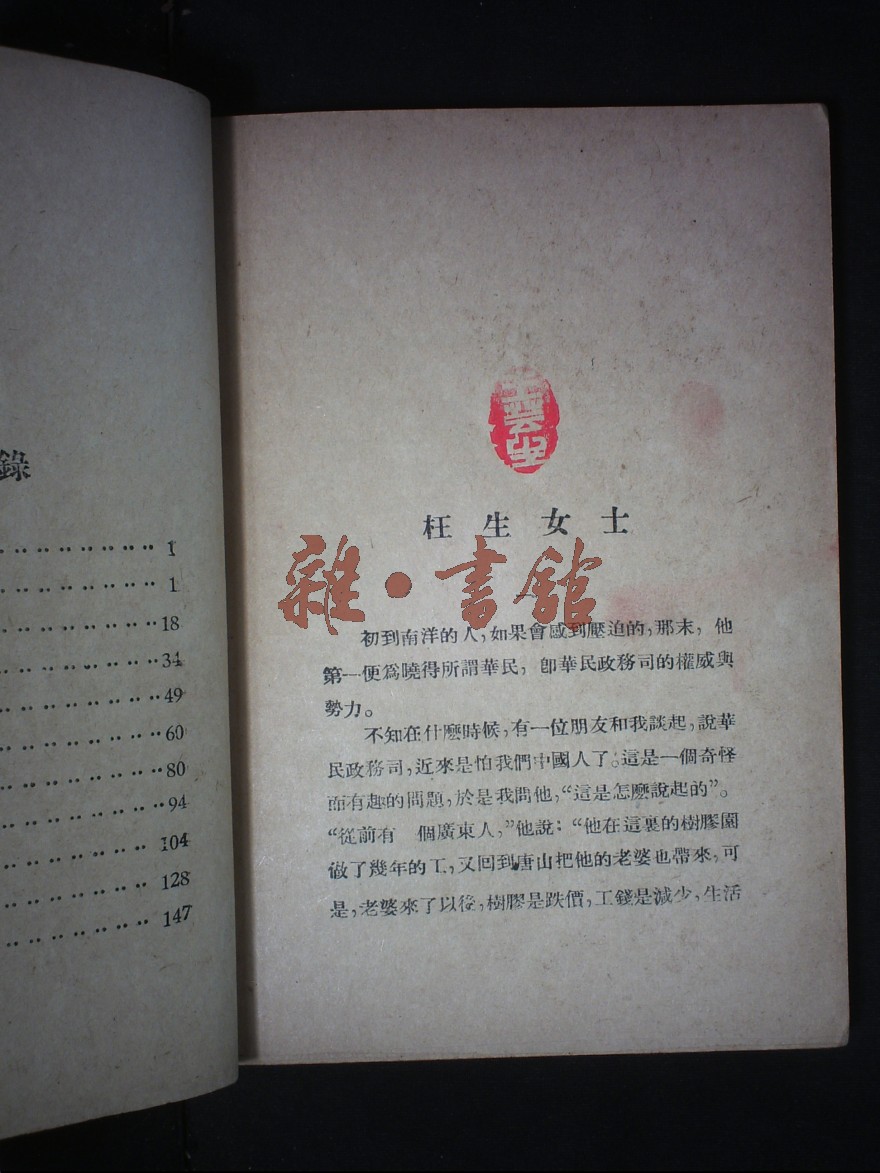 錄
1
1
18
34
49
60
80
94
104
128
147
枉生女士
雜·書館
初到南洋的人，如果會感到壓迫的，那末，他
第一便爲曉得所謂華民，卽華民政務司的權威與
勢力。
不知在什麼時候，有一位朋友和我談起，說華
民政務司，近來是怕我們中國人了。這是一個奇怪
而有趣的問題，於是我問他，“這是怎麼說起的”。
“從前有　個廣東人，”他說：“他在這裏的樹膠園
做了幾年的工，又回到唐山把他的老婆也帶來，可
是，老婆來了以後，樹膠是跌價，工錢是減少，生活